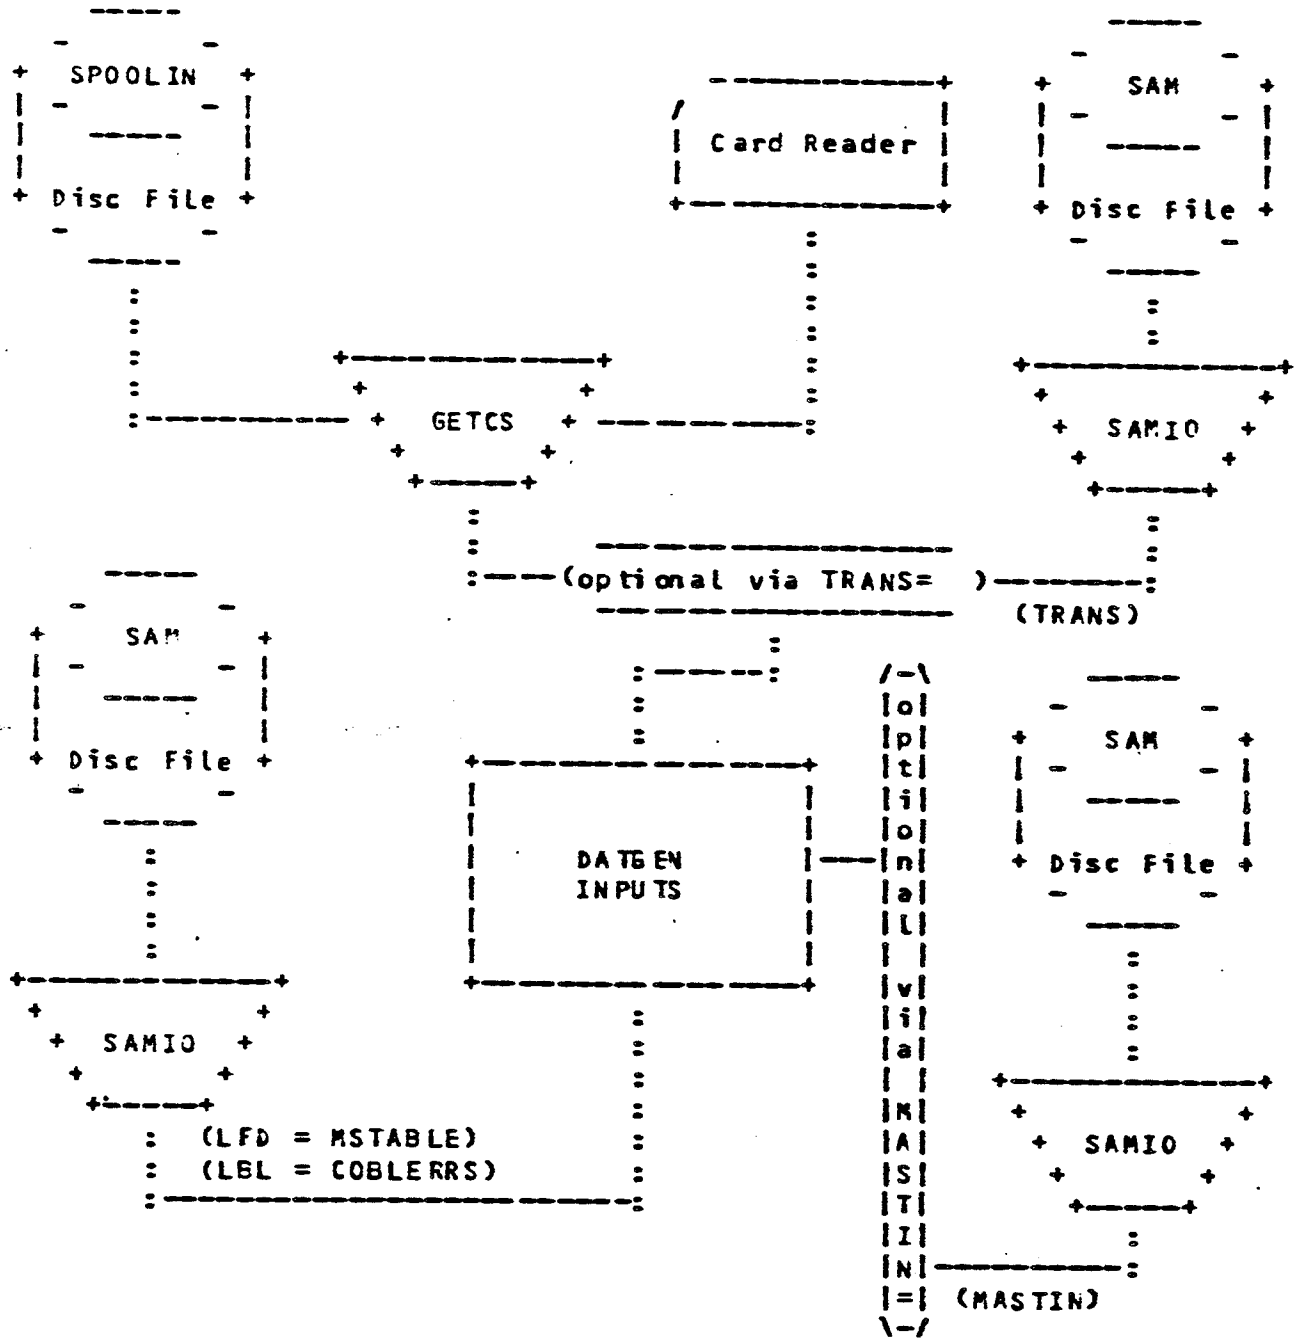 SPOOLIN
Disc File
Card Reader
SAM
Disc File
GETCS
SAMIO
(optional via TRANS= )
(TRANS)
SAM
Disc File
DATGEN
INPUTS
optional via MASTIN=
SAM
Disc File
SAMIO
(LFD = MSTABLE)
(LBL = COBLERRS)
SAMIO
(MASTIN)